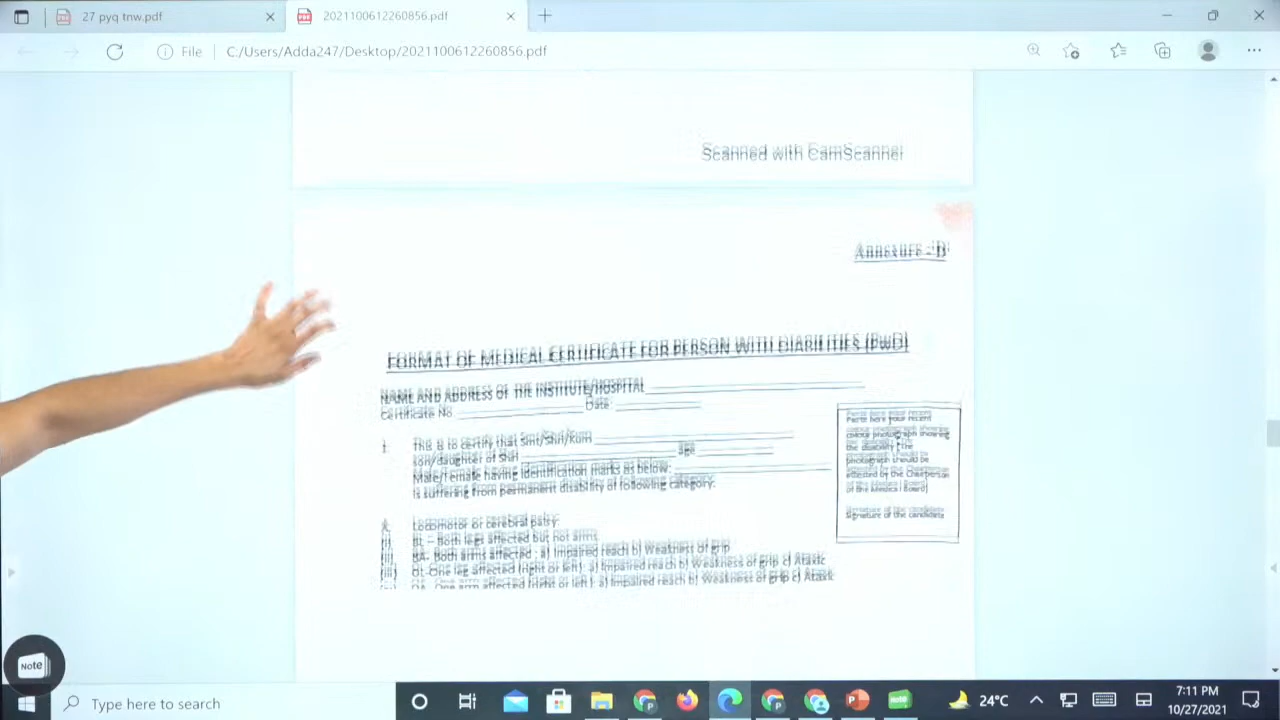 27 pyq tnw.pdf
2021100612260856.pdf
File
C:/Users/Adda247/Desktop/2021100612260856.pdf
Scanned with CamScanner
Annexure - 'D'
FORMAT OF MEDICAL CERTIFICATE FOR PERSON WITH DIABILITIES (PwD)
NAME AND ADDRESS OF THE INSTITUTE/HOSPITAL
Certificate No Date:
1. This is to certify that Smt/Shri/Kum
son/daughter of Shri age
Male/Female having identification marks as below:
is suffering from permanent disability of following category:
Paste here your recent
colour photograph showing
the disability (The
photograph should be
attested by the Chairperson
of the Medical Board)
Signature of the candidate
A. Locomotor or cerebral palry:
(i) BL - Both legs affected but not arms
(ii) BA- Both arms affected : a) Impaired reach b) Weakness of grip
(iii) OL-One leg affected (right or left): a) Impaired reach b) Weakness of grip c) Ataxic
OA- One arm affected (right or left): a) Impaired reach b) Weakness of grip c) Ataxic
Note
Type here to search
24°C
7:11 PM
10/27/2021